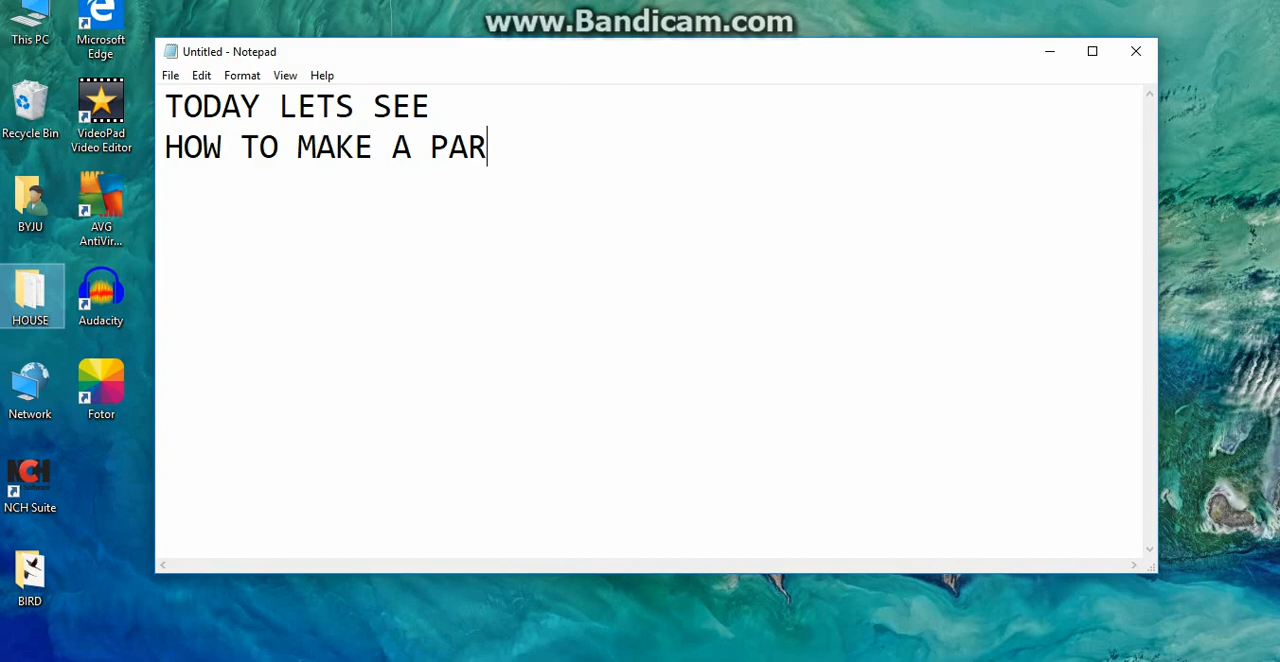 www.Bandicam.com
This PC
Microsoft
Edge
Untitled - Notepad
File Edit Format View Help
TODAY LETS SEE
HOW TO MAKE A PAR
Recycle Bin
VideoPad
Video Editor
BYJU
AVG
AntiVir...
HOUSE
Audacity
Network
Fotor
NCH
NCH Suite
BIRD